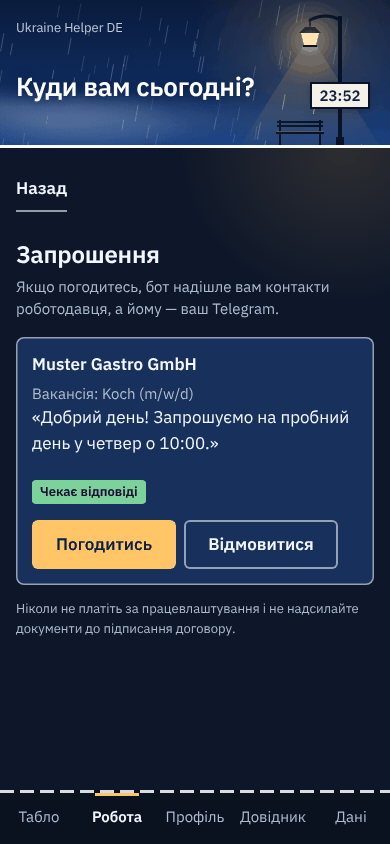 Ukraine Helper DE
Куди вам сьогодні?
23:52
Назад
Запрошення
Якщо погодитесь, бот надішле вам контакти
роботодавця, а йому — ваш Telegram.
Muster Gastro GmbH
Вакансія: Koch (m/w/d)
«Добрий день! Запрошуємо на пробний
день у четвер о 10:00.»
Чекає відповіді
Погодитись
Відмовитися
Ніколи не платіть за працевлаштування і не надсилайте
документи до підписання договору.
Табло
Робота
Профіль
Довідник
Дані